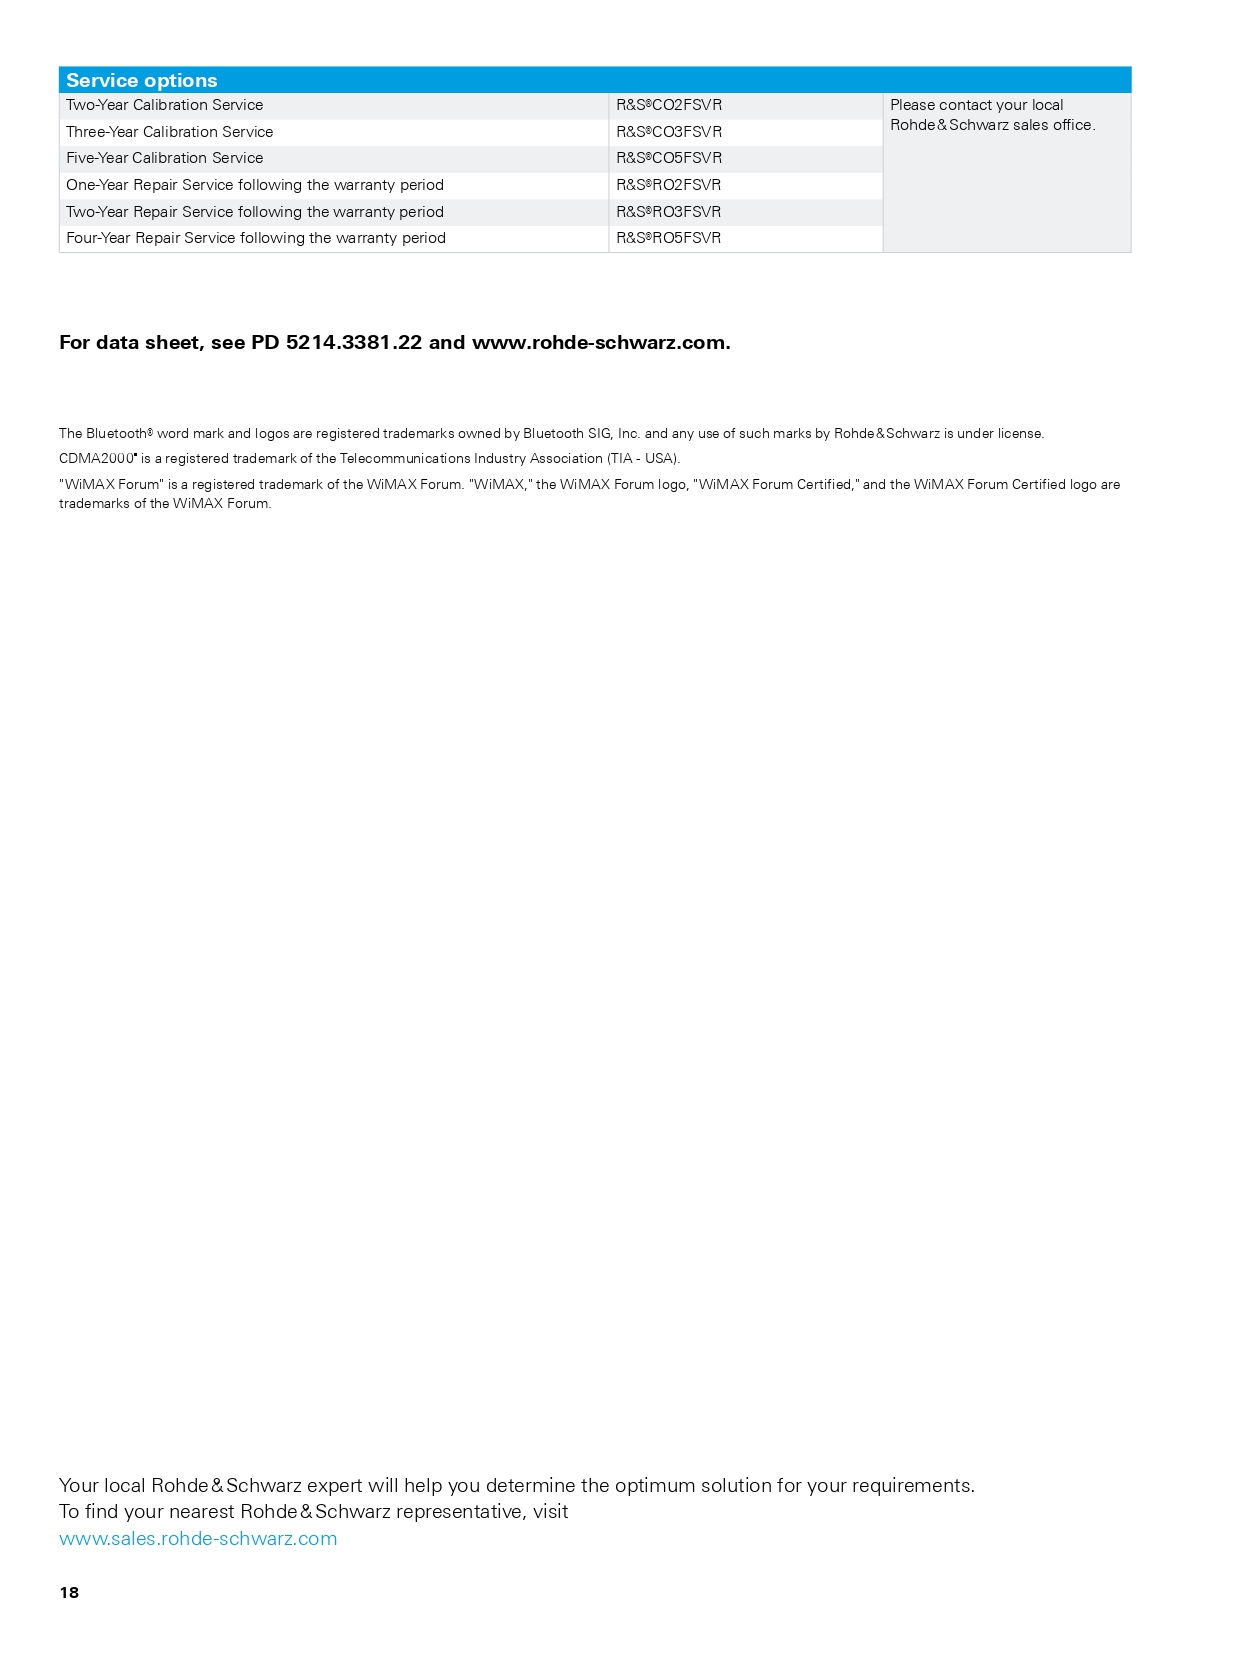 Service options
Two-Year Calibration Service R&S®CO2FSVR Please contact your local
Rohde & Schwarz sales office.
Three-Year Calibration Service R&S®CO3FSVR
Five-Year Calibration Service R&S®CO5FSVR
One-Year Repair Service following the warranty period R&S®RO2FSVR
Two-Year Repair Service following the warranty period R&S®RO3FSVR
Four-Year Repair Service following the warranty period R&S®RO5FSVR
For data sheet, see PD 5214.3381.22 and www.rohde-schwarz.com.
The Bluetooth® word mark and logos are registered trademarks owned by Bluetooth SIG, Inc. and any use of such marks by Rohde & Schwarz is under license.
CDMA2000® is a registered trademark of the Telecommunications Industry Association (TIA - USA).
"WiMAX Forum" is a registered trademark of the WiMAX Forum. "WiMAX," the WiMAX Forum logo, "WiMAX Forum Certified," and the WiMAX Forum Certified logo are
trademarks of the WiMAX Forum.
Your local Rohde & Schwarz expert will help you determine the optimum solution for your requirements.
To find your nearest Rohde & Schwarz representative, visit
www.sales.rohde-schwarz.com
18